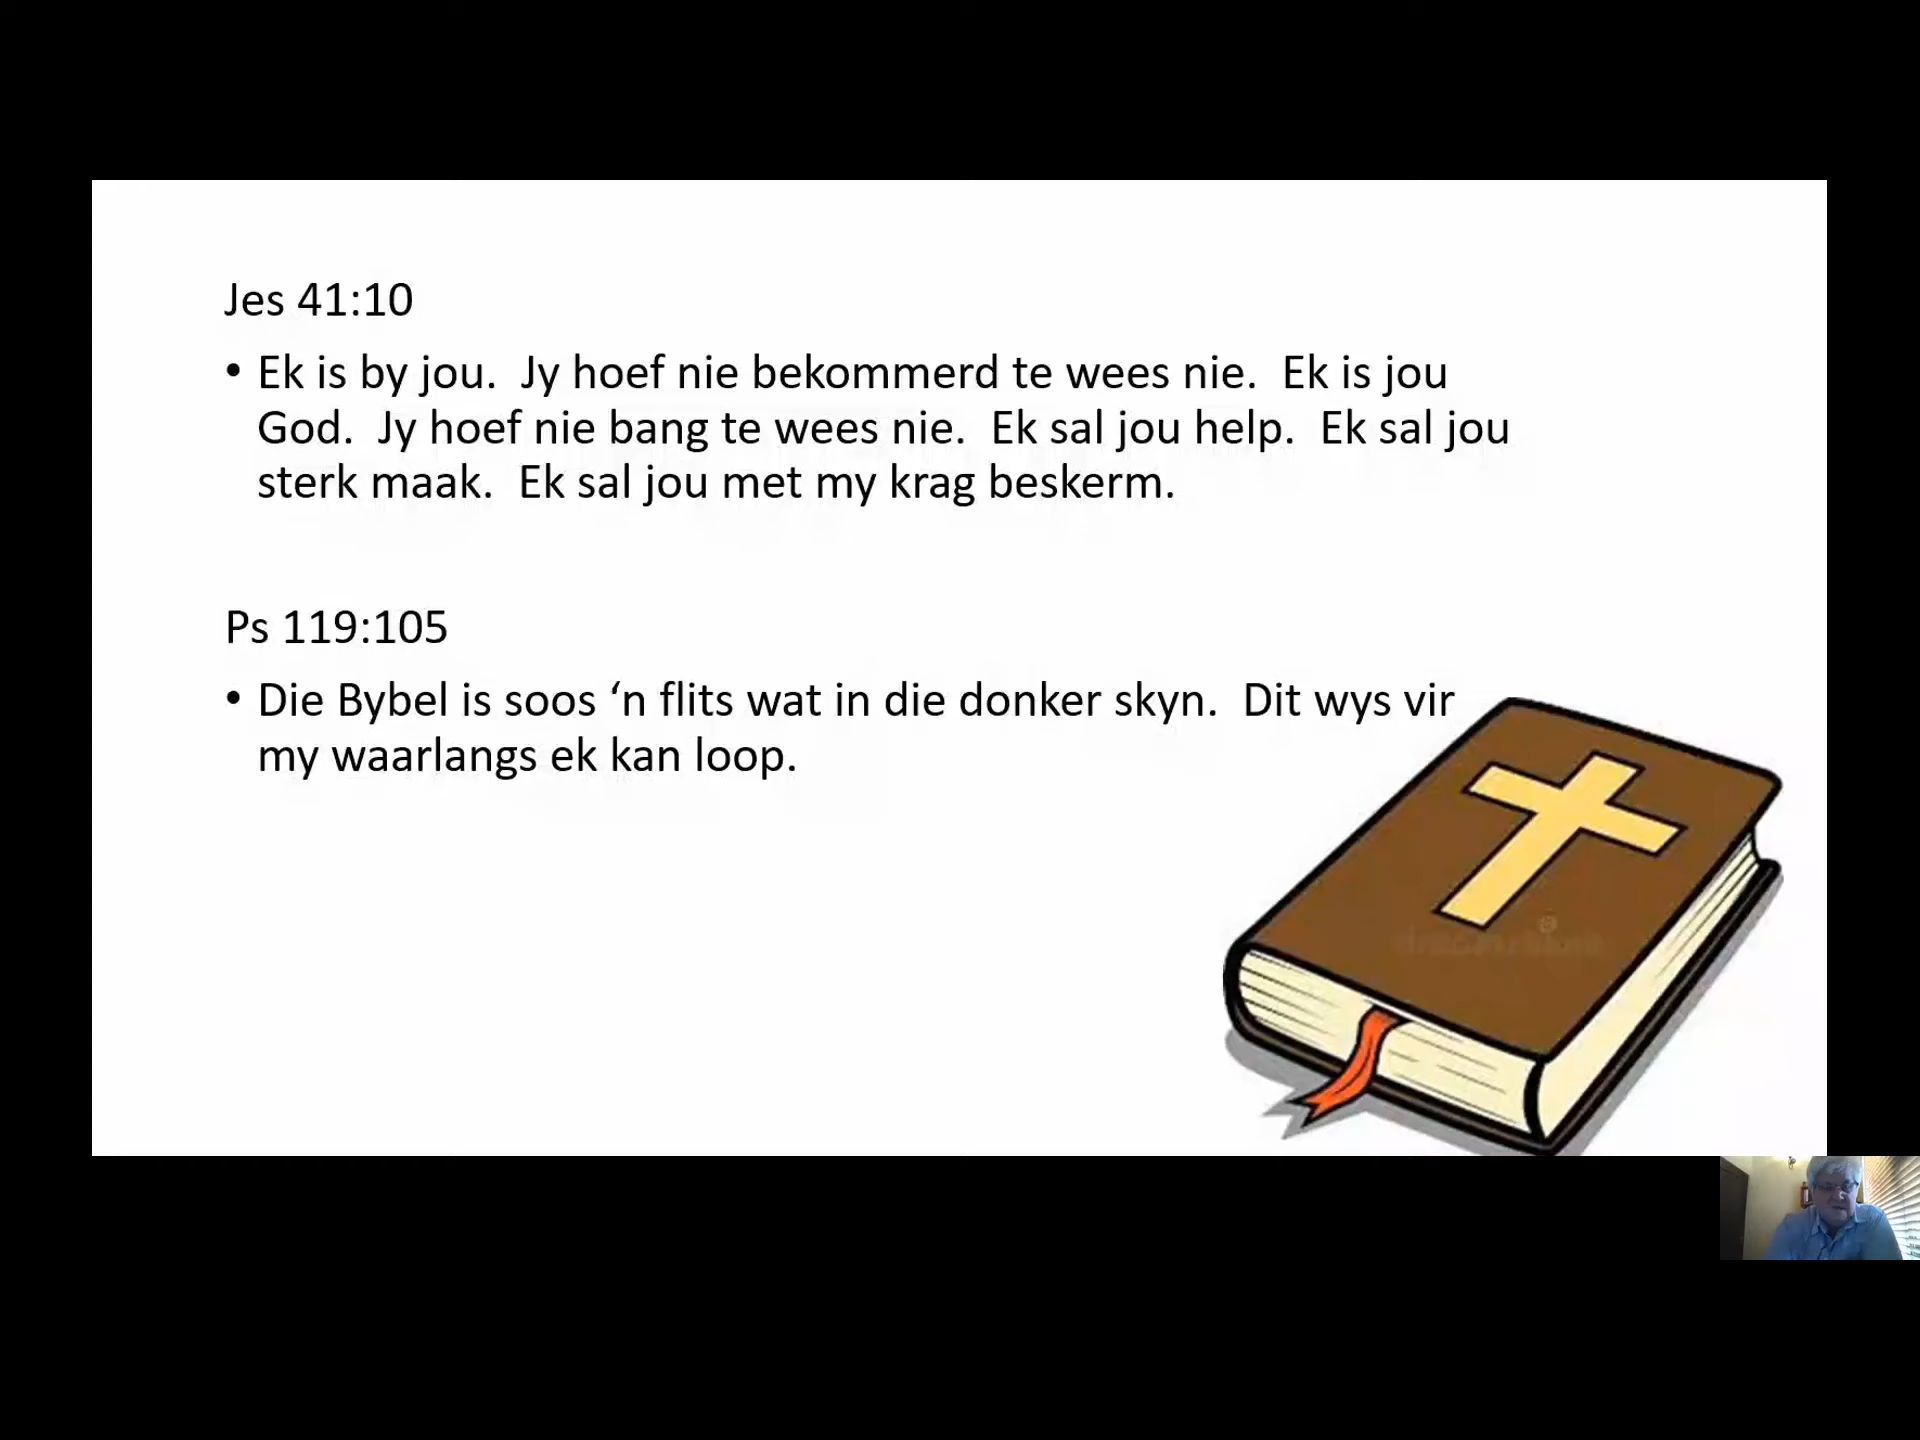 Jes 41:10
• Ek is by jou.  Jy hoef nie bekommerd te wees nie.  Ek is jou
God.  Jy hoef nie bang te wees nie.  Ek sal jou help.  Ek sal jou
sterk maak.  Ek sal jou met my krag beskerm.
Ps 119:105
• Die Bybel is soos ‘n flits wat in die donker skyn.  Dit wys vir
my waarlangs ek kan loop.